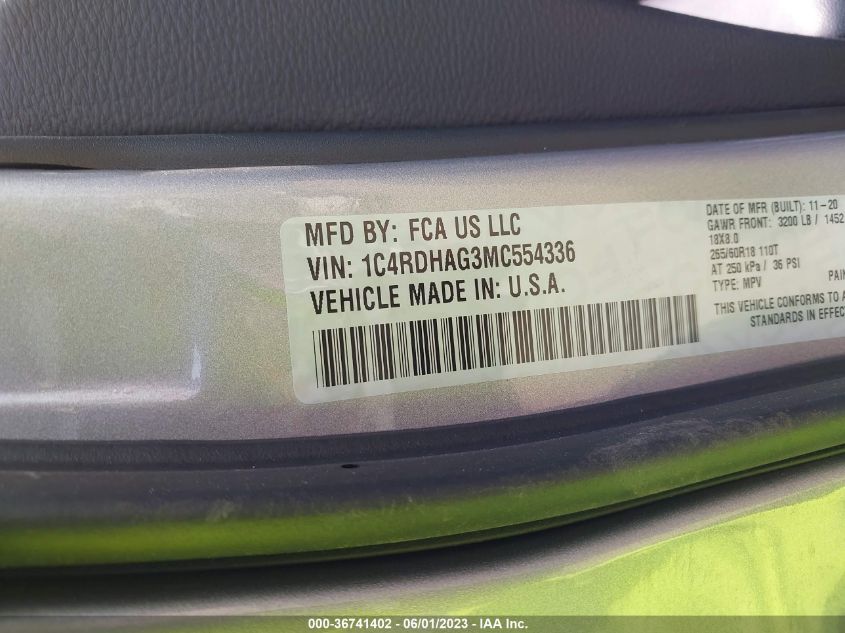 MFD BY: FCA US LLC
VIN: 1C4RDHAG3MC554336
VEHICLE MADE IN: U.S.A.
DATE OF MFR (BUILT): 11-20
GAWR FRONT: 3200 LB / 1452
18X8.0
265/60R18 110T
AT 250 kPa / 36 PSI
TYPE: MPV
THIS VEHICLE CONFORMS TO A
STANDARDS IN EFFEC
000-36741402 - 06/01/2023 - IAA Inc.